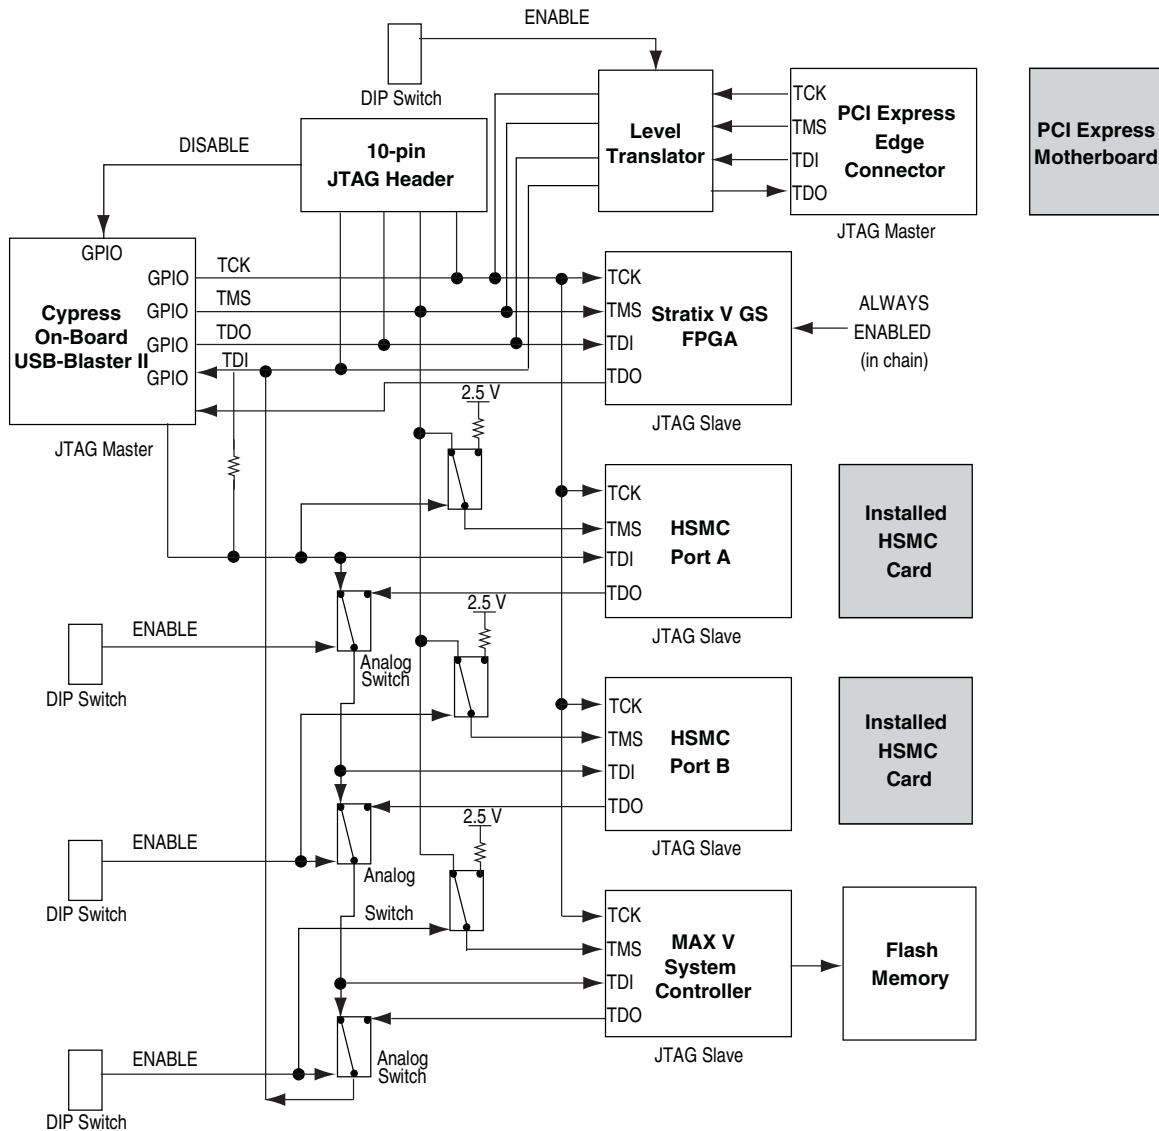 ENABLE
DIP Switch
Level
Translator
TCK
TMS
TDI
TDO
PCI Express
Edge
Connector
JTAG Master
PCI Express
Motherboard
DISABLE
10-pin
JTAG Header
GPIO
GPIO
GPIO
GPIO
GPIO
Cypress
On-Board
USB-Blaster II
JTAG Master
TCK
TMS
TDO
TDI
TCK
TMS
TDI
TDO
Stratix V GS
FPGA
JTAG Slave
ALWAYS
ENABLED
(in chain)
2.5 V
TCK
TMS
TDI
TDO
HSMC
Port A
JTAG Slave
Installed
HSMC
Card
ENABLE
DIP Switch
Analog
Switch
2.5 V
TCK
TMS
TDI
TDO
HSMC
Port B
JTAG Slave
Installed
HSMC
Card
ENABLE
DIP Switch
Analog
Switch
2.5 V
TCK
TMS
TDI
TDO
MAX V
System
Controller
JTAG Slave
Flash
Memory
ENABLE
DIP Switch
Analog
Switch